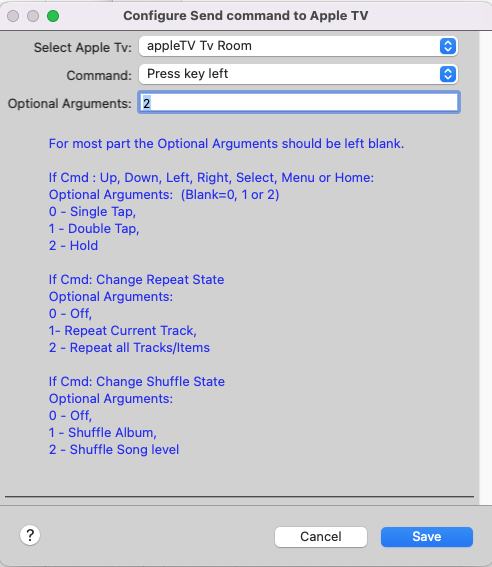 Configure Send command to Apple TV
Select Apple Tv: appleTV Tv Room
Command: Press key left
Optional Arguments: 2
For most part the Optional Arguments should be left blank.
If Cmd : Up, Down, Left, Right, Select, Menu or Home:
Optional Arguments:  (Blank=0, 1 or 2)
0 - Single Tap,
1 - Double Tap,
2 - Hold
If Cmd: Change Repeat State
Optional Arguments:
0 - Off,
1- Repeat Current Track,
2 - Repeat all Tracks/Items
If Cmd: Change Shuffle State
Optional Arguments:
0 - Off,
1 - Shuffle Album,
2 - Shuffle Song level
? Cancel Save